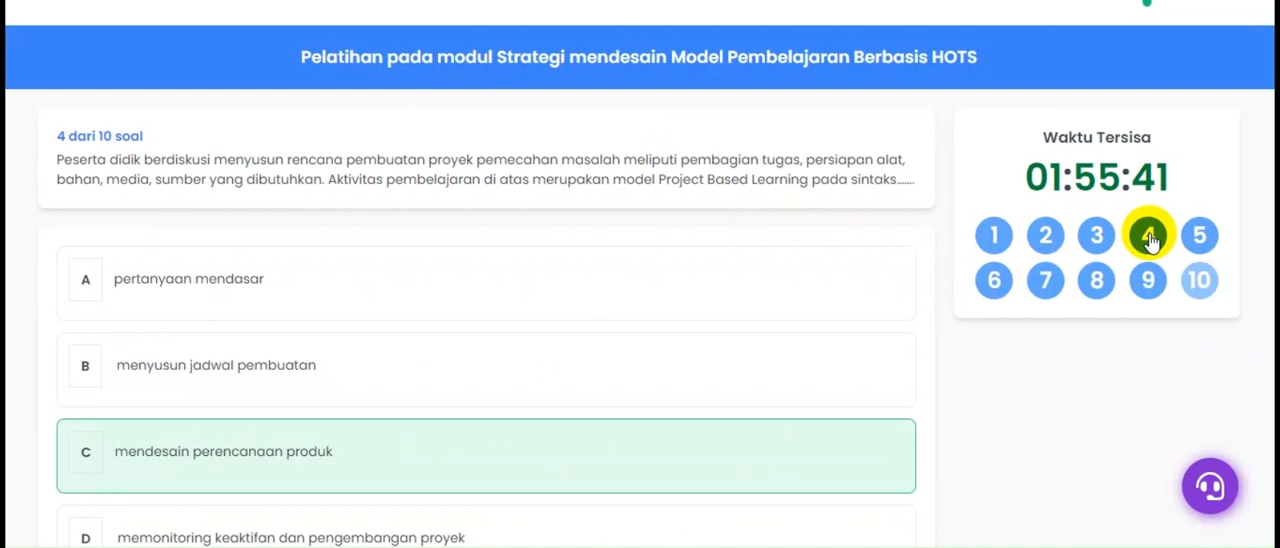 Pelatihan pada modul Strategi mendesain Model Pembelajaran Berbasis HOTS
4 dari 10 soal
Peserta didik berdiskusi menyusun rencana pembuatan proyek pemecahan masalah meliputi pembagian tugas, persiapan alat,
bahan, media, sumber yang dibutuhkan. Aktivitas pembelajaran di atas merupakan model Project Based Learning pada sintaks.......
A pertanyaan mendasar
B menyusun jadwal pembuatan
C mendesain perencanaan produk
D memonitoring keaktifan dan pengembangan proyek
Waktu Tersisa
01:55:41
1 2 3 4 5
6 7 8 9 10